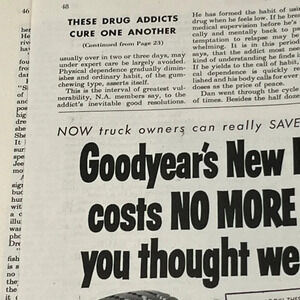 46
48
THESE DRUG ADDICTS
CURE ONE ANOTHER
(Continued from Page 23)
usually over in two or three days, may
under expert care be largely avoided.
Physical dependence gradually dimin-
ishes and ordinary habit, of the gum-
chewing type, asserts itself.
This is the interval of greatest vul-
nerability, N.A. members say, to the
addict's inevitable good resolutions.
He has formed the habit of using
drug when he feels low. If he bre
medical supervision before he's
cally and mentally back to pa
temptation to relapse may be
whelming. It is in this period
says, that the addict must nee
kind of understanding he finds
If he yields to the call of habit,
cal dependence is quickly re
lished and his body calls for ever
doses as the price of peace.
Dan went through the cycle
of times. Besides the half doze
NOW truck owners can really SAVE
Goodyear's New
costs NO MORE
you thought we